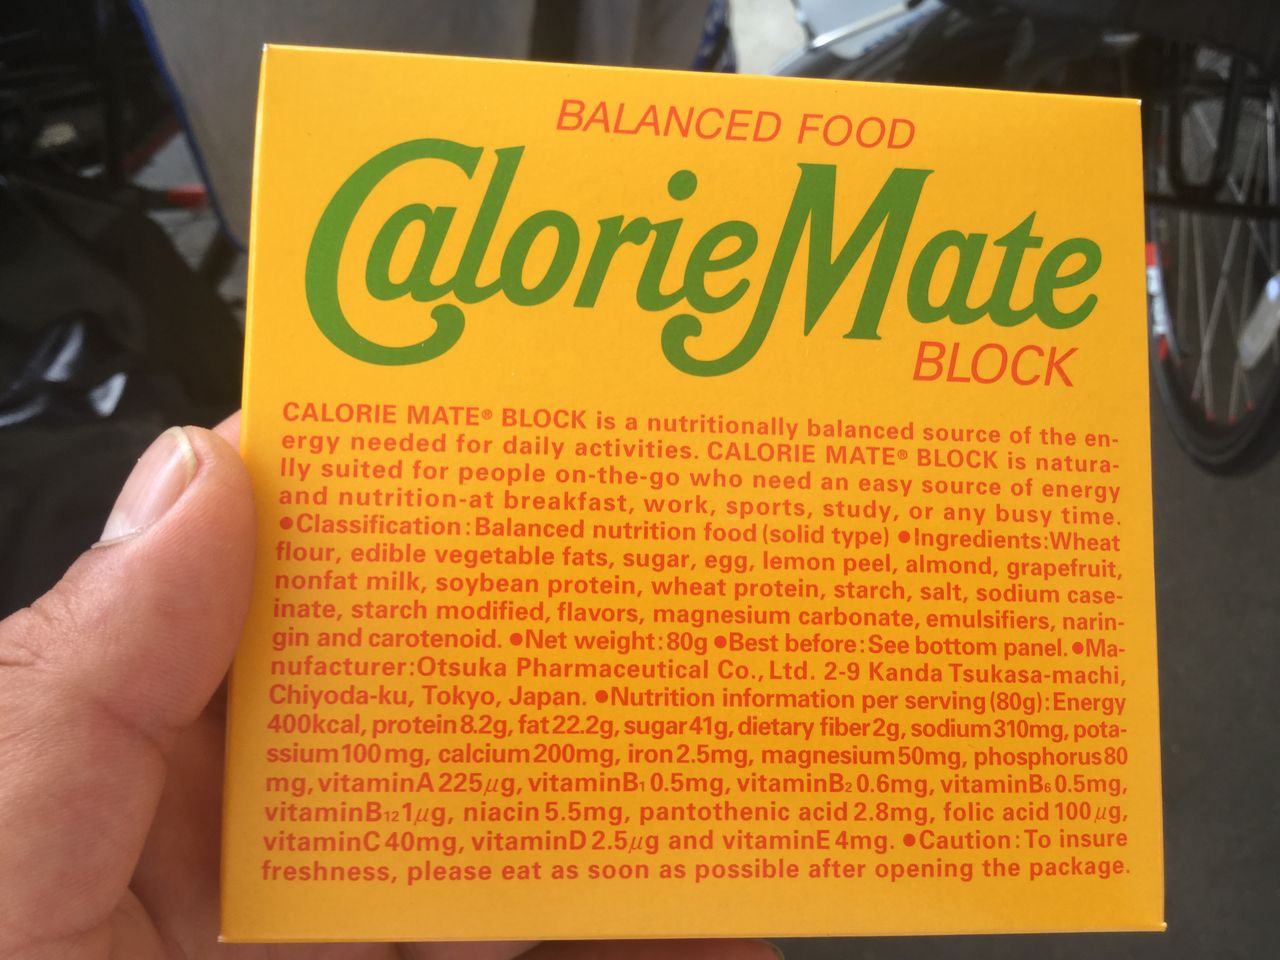 BALANCED FOOD
CalorieMate
BLOCK
CALORIE MATE® BLOCK is a nutritionally balanced source of the en-
ergy needed for daily activities. CALORIE MATE® BLOCK is natura-
lly suited for people on-the-go who need an easy source of energy
and nutrition-at breakfast, work, sports, study, or any busy time.
●Classification:Balanced nutrition food (solid type) ●Ingredients:Wheat
flour, edible vegetable fats, sugar, egg, lemon peel, almond, grapefruit,
nonfat milk, soybean protein, wheat protein, starch, salt, sodium case-
inate, starch modified, flavors, magnesium carbonate, emulsifiers, narin-
gin and carotenoid. ●Net weight:80g ●Best before:See bottom panel. ●Ma-
nufacturer:Otsuka Pharmaceutical Co., Ltd. 2-9 Kanda Tsukasa-machi,
Chiyoda-ku, Tokyo, Japan. ●Nutrition information per serving (80g):Energy
400kcal, protein 8.2g, fat 22.2g, sugar 41g, dietary fiber 2g, sodium 310mg, pota-
ssium 100 mg, calcium 200mg, iron 2.5mg, magnesium 50mg, phosphorus 80
mg, vitamin A 225μg, vitamin B₁ 0.5mg, vitamin B₂ 0.6mg, vitamin B₆ 0.5mg,
vitamin B₁₂ 1μg, niacin 5.5mg, pantothenic acid 2.8mg, folic acid 100 μg,
vitamin C 40mg, vitamin D 2.5μg and vitamin E 4mg. ●Caution:To insure
freshness, please eat as soon as possible after opening the package.